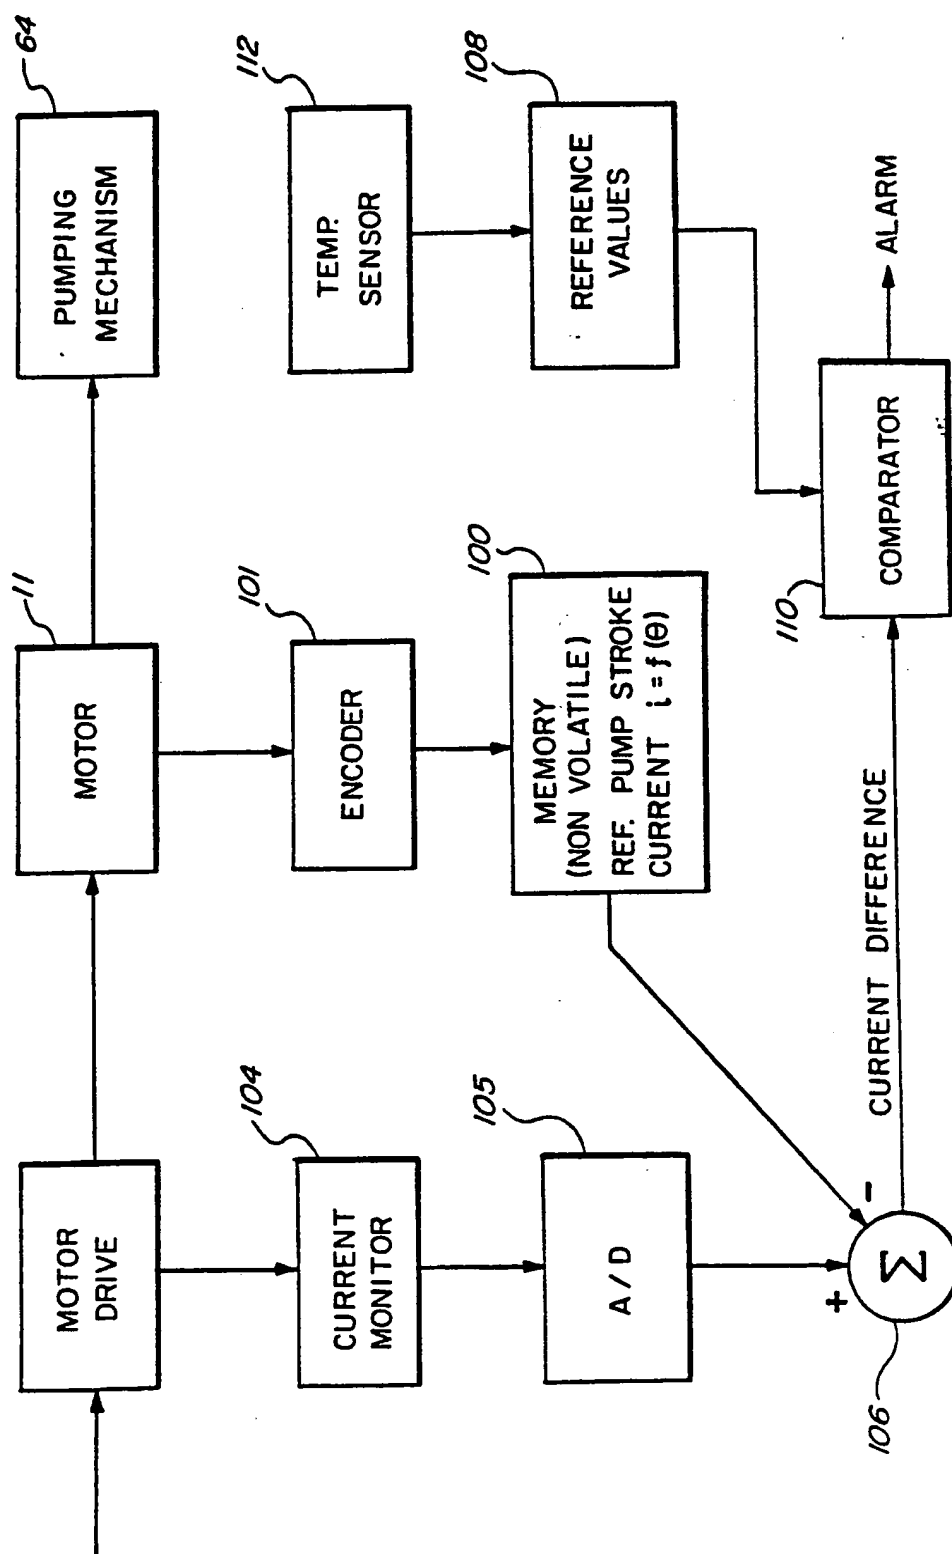 MOTOR
DRIVE
11
MOTOR
64
PUMPING
MECHANISM
104
CURRENT
MONITOR
101
ENCODER
112
TEMP.
SENSOR
105
A/D
100
MEMORY
(NON VOLATILE)
REF. PUMP STROKE
CURRENT i = f(θ)
108
REFERENCE
VALUES
+
-
Σ
106
CURRENT DIFFERENCE
110
COMPARATOR
ALARM